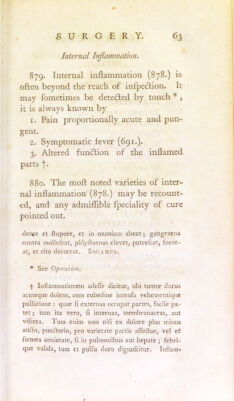 SURGERY. 63
Internal Inflammation.
879. Internal inflammation (878.) is
often beyond the reach of inſpection. It
may ſometimes be detected by touch * ;
it is always known by
1. Pain proportionally acute and pun-
gent.
2. Symptomatic fever (691.).
3. Altered function of the inflamed
parts †.
880. The moſt noted varieties of inter-
nal inflammation (878.) may be recount-
ed, and any admiſſible ſpeciality of cure
pointed out.
et ſtupore, et in mumiam abeat; gangraena
contra molleſcat, phlyctaenas elevet, putreſcat, foete-
at, et cito decurrat. SAGARUS.
* See Operation.
† Inflammationem adeſſe dicitur, ubi tumor durus
acuteque dolens, cum rubedine intenſa vehementique
pulſatione : quae ſi externas occupat partes, facile pa-
tet; tum ita vero, ſi internas, membranaceas, aut
viſcera. Tum enim non niſi ex dolore plus minus
aucto, punctorio, pro varietate partis affectae, vel et
ſumma anxietate, ſi in pulmonibus aut hepate ; febri-
que valida, tum et pulſu duro dignoſcitur. Inflam-